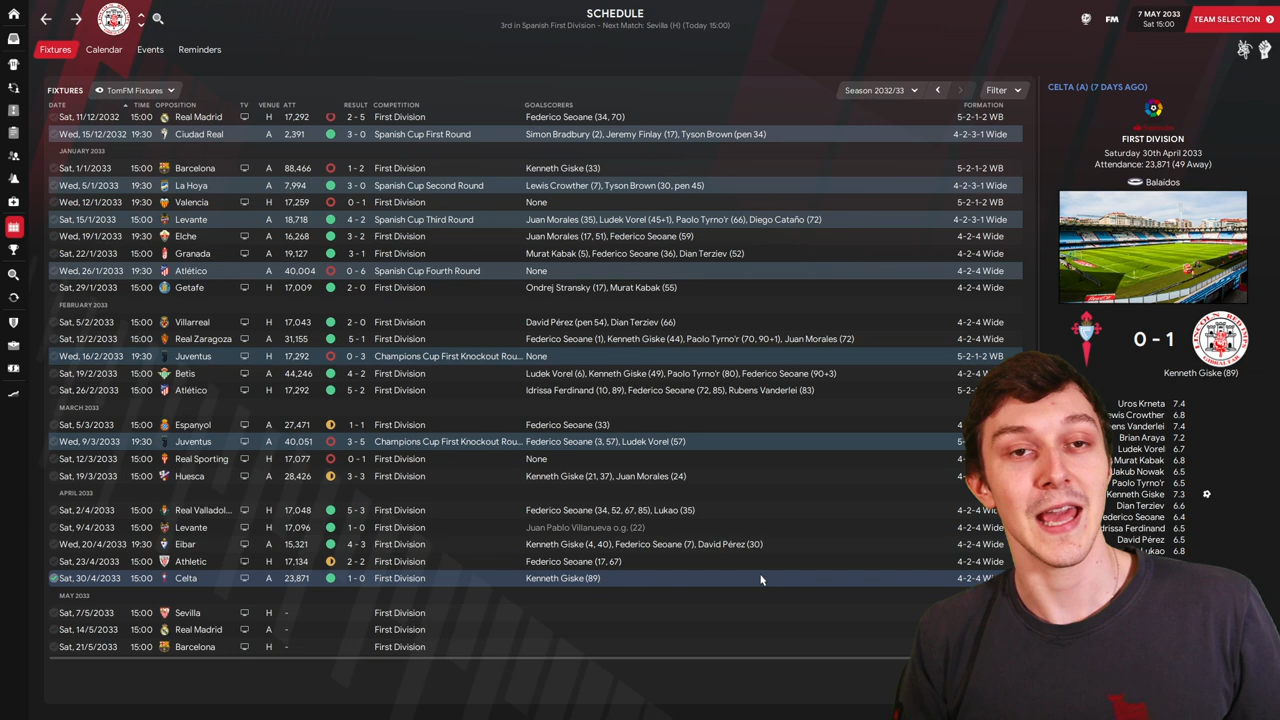 SCHEDULE
3rd in Spanish First Division - Next Match: Sevilla (H) (Today 15:00)
FM
7 MAY 2033
Sat 15:00
TEAM SELECTION
Fixtures Calendar Events Reminders
FIXTURES TomFM Fixtures Season 2032/33 Filter
DATE TIME OPPOSITION TV VENUE ATT RESULT COMPETITION GOALSCORERS FORMATION
Sat, 11/12/2032 15:00 Real Madrid H 17,292 2 - 5 First Division Federico Seoane (34, 70) 5-2-1-2 WB
Wed, 15/12/2032 19:30 Ciudad Real A 2,391 3 - 0 Spanish Cup First Round Simon Bradbury (2), Jeremy Finlay (17), Tyson Brown (pen 34) 4-2-3-1 Wide
JANUARY 2033
Sat, 1/1/2033 15:00 Barcelona A 88,466 1 - 2 First Division Kenneth Giske (33) 5-2-1-2 WB
Wed, 5/1/2033 19:30 La Hoya A 7,994 3 - 0 Spanish Cup Second Round Lewis Crowther (7), Tyson Brown (30, pen 45) 4-2-3-1 Wide
Wed, 12/1/2033 19:30 Valencia H 17,259 0 - 1 First Division None 5-2-1-2 WB
Sat, 15/1/2033 15:00 Levante A 18,718 4 - 2 Spanish Cup Third Round Juan Morales (35), Ludek Vorel (45+1), Paolo Tyrno'r (66), Diego Cataño (72) 4-2-3-1 Wide
Wed, 19/1/2033 15:00 Elche A 16,268 3 - 2 First Division Juan Morales (17, 51), Federico Seoane (59) 4-2-4 Wide
Sat, 22/1/2033 15:00 Granada A 19,127 3 - 1 First Division Murat Kabak (5), Federico Seoane (36), Dian Terziev (52) 4-2-4 Wide
Wed, 26/1/2033 19:30 Atlético A 40,004 0 - 6 Spanish Cup Fourth Round None 4-2-4 Wide
Sat, 29/1/2033 15:00 Getafe H 17,009 2 - 0 First Division Ondrej Stransky (17), Murat Kabak (55) 4-2-4 Wide
FEBRUARY 2033
Sat, 5/2/2033 15:00 Villarreal H 17,043 2 - 0 First Division David Pérez (pen 54), Dian Terziev (66) 4-2-4 Wide
Sat, 12/2/2033 15:00 Real Zaragoza A 31,155 5 - 1 First Division Federico Seoane (1), Kenneth Giske (44), Paolo Tyrno'r (70, 90+1), Juan Morales (72) 4-2-4 Wide
Wed, 16/2/2033 19:30 Juventus H 17,292 0 - 3 Champions Cup First Knockout Rou... None 5-2-1-2 WB
Sat, 19/2/2033 15:00 Betis A 44,246 4 - 2 First Division Ludek Vorel (6), Kenneth Giske (49), Paolo Tyrno'r (80), Federico Seoane (90+3) 4-2-4 Wide
Sat, 26/2/2033 15:00 Atlético H 17,292 5 - 2 First Division Idrissa Ferdinand (10, 89), Federico Seoane (72, 85), Rubens Vanderlei (83) 5-2-
MARCH 2033
Sat, 5/3/2033 15:00 Espanyol A 27,471 1 - 1 First Division Federico Seoane (33) 4
Wed, 9/3/2033 19:30 Juventus A 40,051 3 - 5 Champions Cup First Knockout Rou... Federico Seoane (3, 57), Ludek Vorel (57) 5-
Sat, 12/3/2033 15:00 Real Sporting H 17,077 0 - 1 First Division None 4-
Sat, 19/3/2033 15:00 Huesca A 28,426 3 - 3 First Division Kenneth Giske (21, 37), Juan Morales (24) 4-
APRIL 2033
Sat, 2/4/2033 15:00 Real Vallad... H 17,048 5 - 3 First Division Federico Seoane (34, 52, 67, 85), Lukao (35) 4-2-4 Wid
Sat, 9/4/2033 15:00 Levante A 17,096 1 - 0 First Division Juan Pablo Villanueva o.g. (22) 4-2-4 Wide
Wed, 20/4/2033 19:30 Eibar A 15,321 4 - 3 First Division Kenneth Giske (4, 40), Federico Seoane (7), David Pérez (30) 4-2-4 Wide
Sat, 23/4/2033 15:00 Athletic H 17,134 2 - 2 First Division Federico Seoane (17, 67) 4-2-4 Wide
Sat, 30/4/2033 15:00 Celta A 23,871 1 - 0 First Division Kenneth Giske (89) 4-2-4 W
MAY 2033
Sat, 7/5/2033 15:00 Sevilla H - First Division
Sat, 14/5/2033 15:00 Real Madrid A - First Division
Sat, 21/5/2033 15:00 Barcelona H - First Division
CELTA (A) (7 DAYS AGO)
FIRST DIVISION
Saturday 30th April 2033
Attendance: 23,871 (49 Away)
Balaídos
0 - 1
Kenneth Giske (89)
Uros Krneta 7.4
ewis Crowther 6.8
ens Vanderlei 7.4
Brian Araya 7.2
Ludek Vorel 6.7
Murat Kabak 6.8
Jakub Nowak 6.5
Paolo Tyrno'r 6.5
Kenneth Giske 7.3
Dian Terziev 6.6
ederico Seoane 6.4
drissa Ferdinand 6.5
David Pérez 6.5
Lukao 6.8